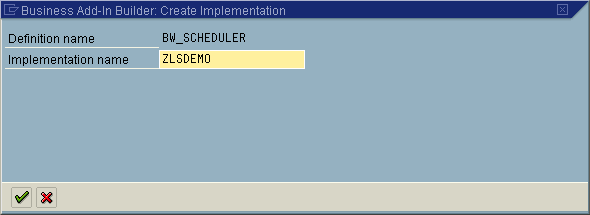 Business Add-In Builder: Create Implementation
Definition name BW_SCHEDULER
Implementation name ZLSDEMO